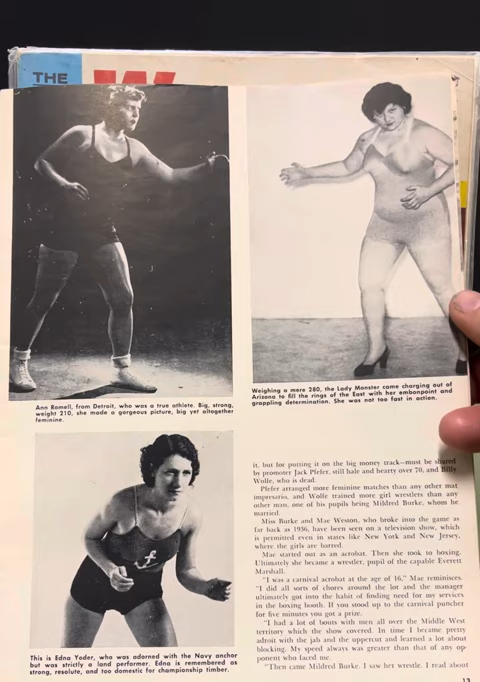 THE
W
Ann Romell, from Detroit, who was a true athlete. Big, strong,
weight 210, she made a gorgeous picture, big yet altogether
feminine.
Weighing a mere 280, the Lady Monster came charging out of
Arizona to fill the rings of the East with her embonpoint and
grappling determination. She was not too fast in action.
This is Edna Yoder, who was adorned with the Navy anchor
but was strictly a land performer. Edna is remembered as
strong, resolute, and too domestic for championship timber.
it, but for putting it on the big money track—must be shared
by promoter Jack Pfefer, still hale and hearty over 70, and Billy
Wolfe, who is dead.
Pfefer arranged more feminine matches than any other mat
impresario, and Wolfe trained more girl wrestlers than any
other man, one of his pupils being Mildred Burke, whom he
married.
Miss Burke and Mae Weston, who broke into the game as
far back as 1936, have been seen on a television show, which
is permitted even in states like New York and New Jersey,
where the girls are barred.
Mae started out as an acrobat. Then she took to boxing.
Ultimately she became a wrestler, pupil of the capable Everett
Marshall.
"I was a carnival acrobat at the age of 16," Mae reminisces.
"I did all sorts of chores around the lot and the manager
ultimately got into the habit of finding need for my services
in the boxing booth. If you stood up to the carnival puncher
for five minutes you got a prize.
"I had a lot of bouts with men all over the Middle West
territory which the show covered. In time I became pretty
adroit with the jab and the uppercut and learned a lot about
blocking. My speed always was greater than that of any op-
ponent who faced me.
"Then came Mildred Burke. I saw her wrestle. I read about
13